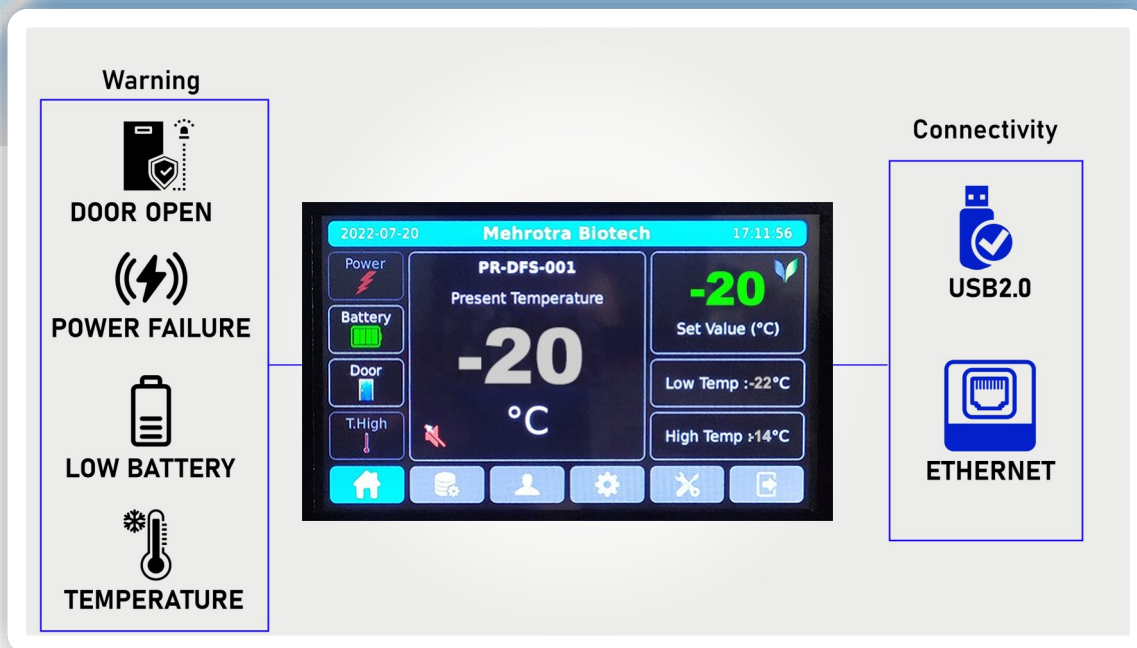 Warning
DOOR OPEN
POWER FAILURE
LOW BATTERY
TEMPERATURE
2022-07-20 Mehrotra Biotech 17:11:56
Power
Battery
Door
T.High
PR-DFS-001
Present Temperature
-20
°C
-20
Set Value (°C)
Low Temp :-22°C
High Temp :-14°C
Connectivity
USB2.0
ETHERNET